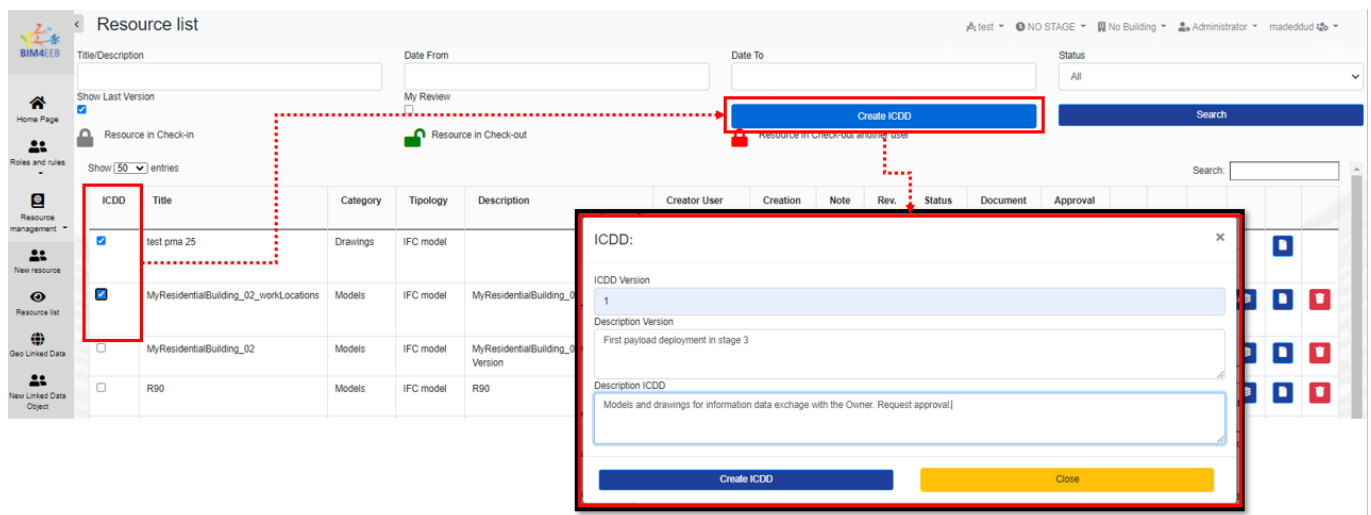 Resource list
test
NO STAGE
No Building
Administrator
madeddud
BIM4EEB
Title/Description
Date From
Date To
Status
All
Show Last Version
My Review
Create ICDD
Search
Resource in Check-in
Resource in Check-out
Resource in Check-out another user
Show 50 entries
Search:
Home Page
Roles and rules
Resource
management
New resource
Resource list
Geo Linked Data
New Linked Data
Object
ICDD Title Category Tipology Description Creator User Creation Note Rev. Status Document Approval
test pma 25 Drawings IFC model
MyResidentialBuilding_02_workLocations Models IFC model MyResidentialBuilding_0
MyResidentialBuilding_02 Models IFC model MyResidentialBuilding_0
Version
R90 Models IFC model R90
ICDD:
×
ICDD Version
1
Description Version
First payload deployment in stage 3
Description ICDD
Models and drawings for information data exchage with the Owner. Request approval.
Create ICDD
Close